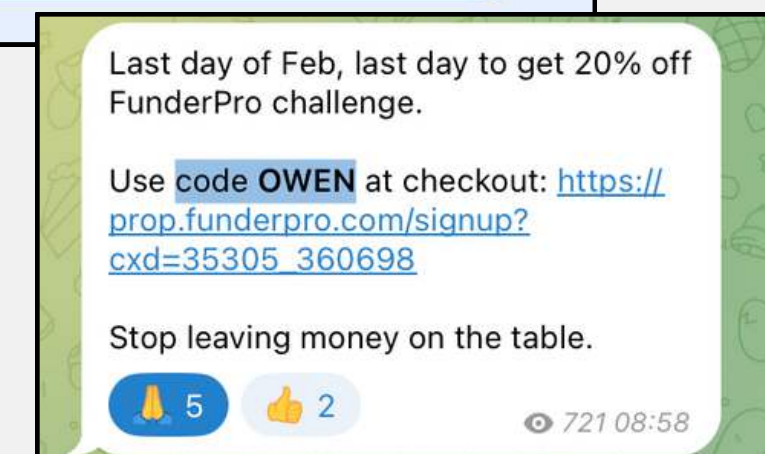 Last day of Feb, last day to get 20% off
FunderPro challenge.
Use code OWEN at checkout: https://
prop.funderpro.com/signup?
cxd=35305_360698
Stop leaving money on the table.
🙏 5 👍 2 721 08:58